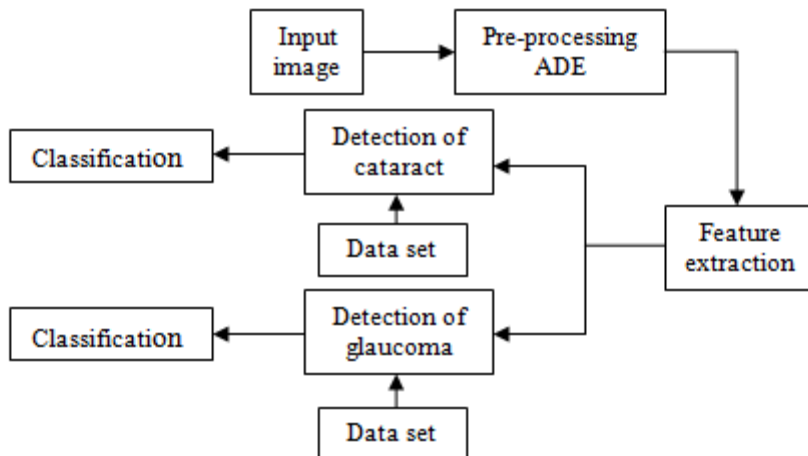 Input
image
Pre-processing
ADE
Classification
Detection of
cataract
Data set
Feature
extraction
Classification
Detection of
glaucoma
Data set